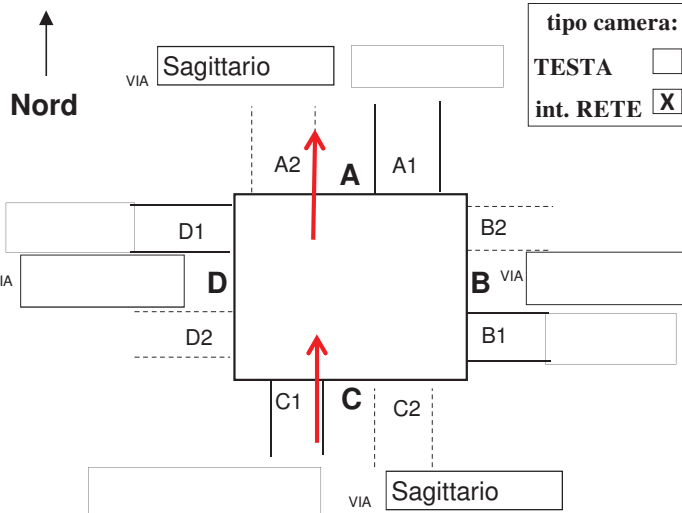 tipo camera:
VIA Sagittario
TESTA
Nord
int. RETE X
A2 A A1
D1 B2
VIA D B VIA
D2 B1
C1 C C2
VIA Sagittario